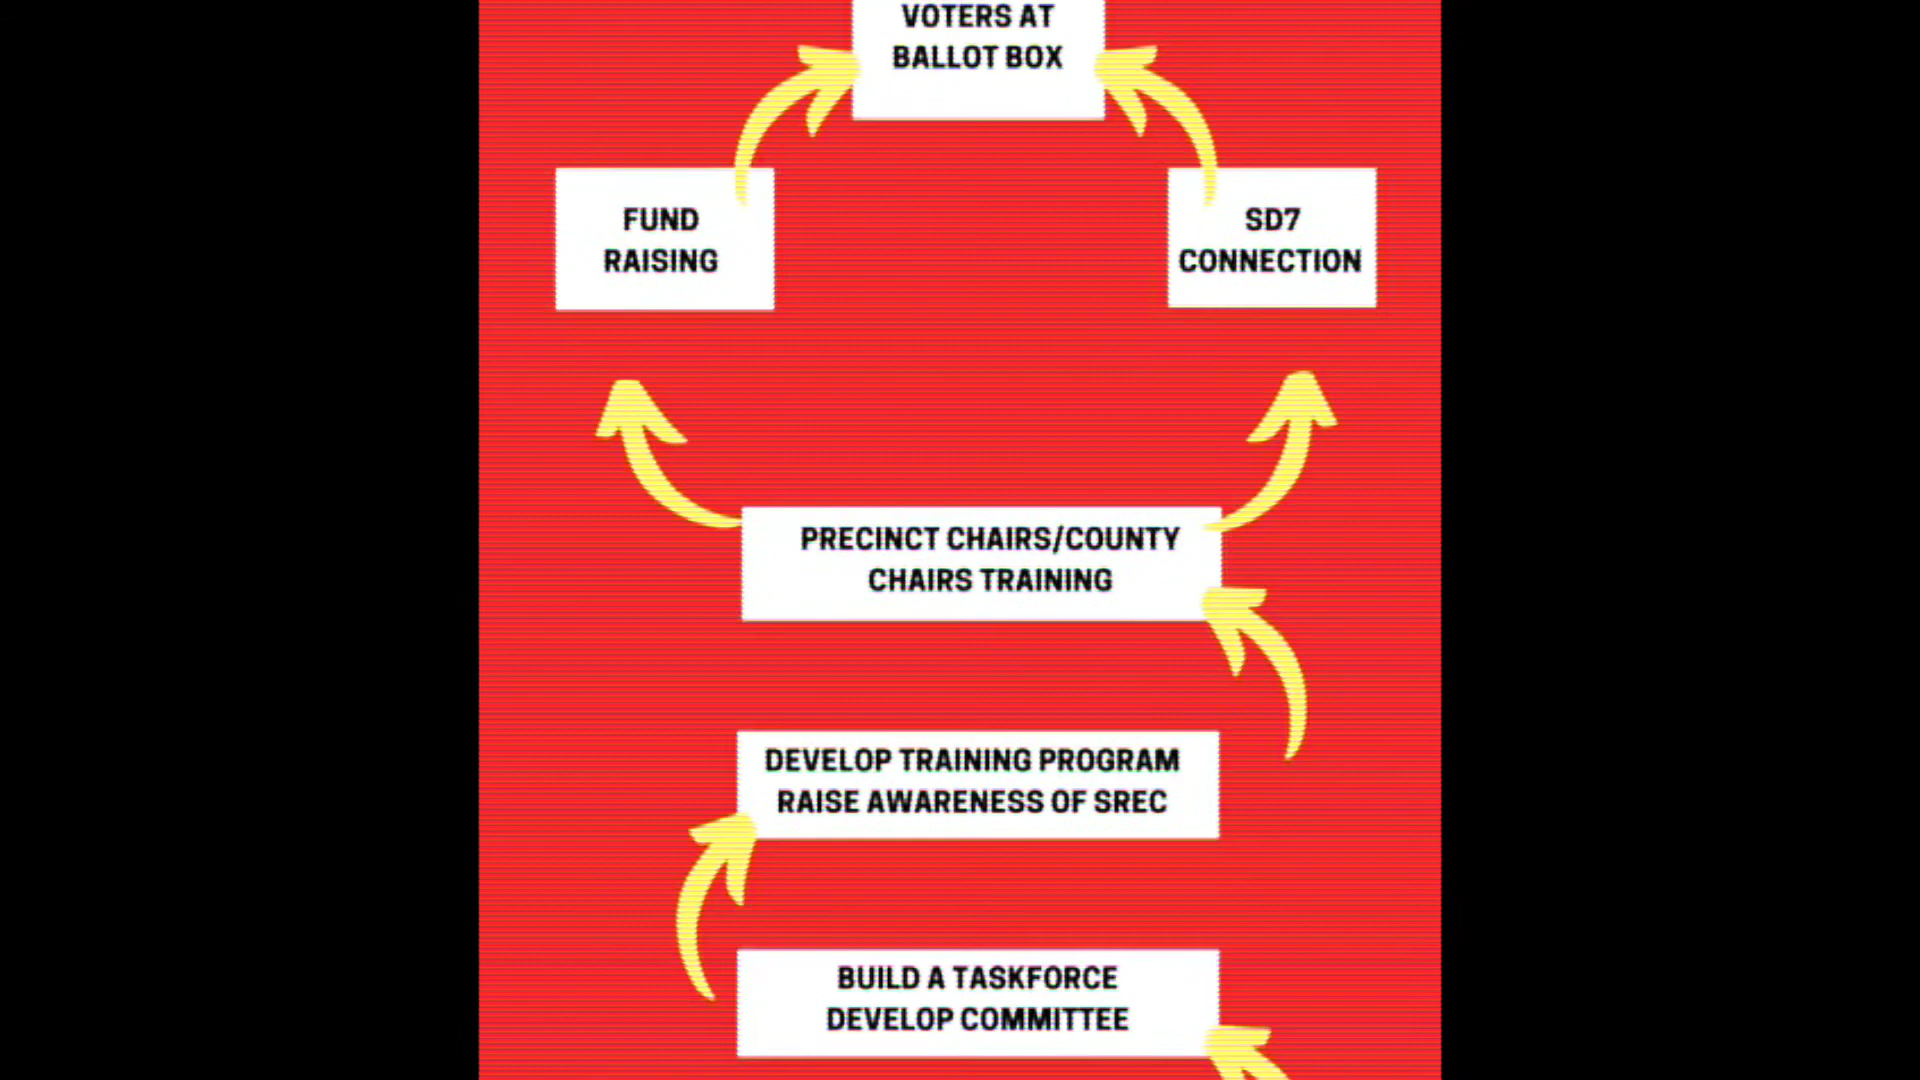 VOTERS AT
BALLOT BOX
FUND
RAISING
SD7
CONNECTION
PRECINCT CHAIRS/COUNTY
CHAIRS TRAINING
DEVELOP TRAINING PROGRAM
RAISE AWARENESS OF SREC
BUILD A TASKFORCE
DEVELOP COMMITTEE